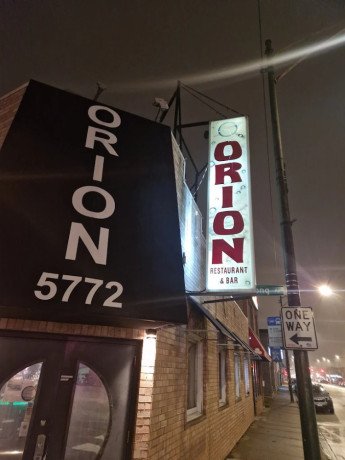 ORION
5772
ORION
RESTAURANT
& BAR
ONE
WAY